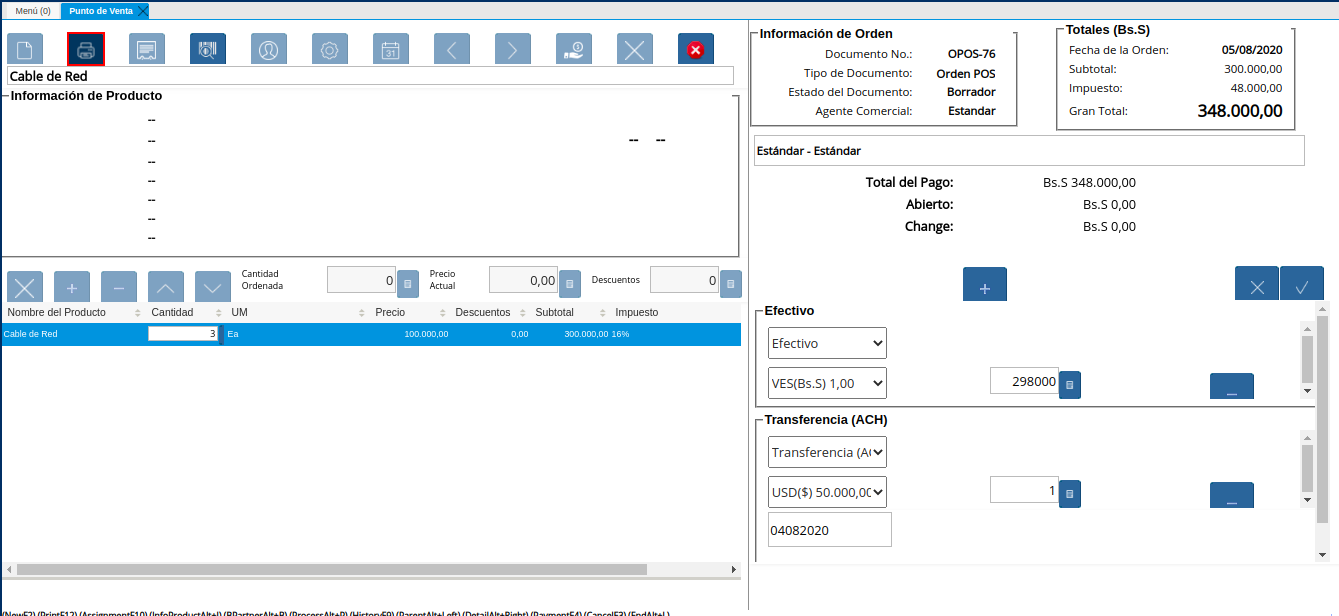 Menú (0)
Punto de Venta
Cable de Red
Información de Producto
--
--
-- --
--
--
--
--
--
Cantidad Ordenada
0
Precio Actual
0,00
Descuentos
0
Nombre del Producto Cantidad UM Precio Descuentos Subtotal Impuesto
Cable de Red 3 Ea 100.000,00 0,00 300.000,00 16%
Información de Orden
Documento No.: OPOS-76
Tipo de Documento: Orden POS
Estado del Documento: Borrador
Agente Comercial: Estandar
Totales (Bs.S)
Fecha de la Orden: 05/08/2020
Subtotal: 300.000,00
Impuesto: 48.000,00
Gran Total: 348.000,00
Estándar - Estándar
Total del Pago: Bs.S 348.000,00
Abierto: Bs.S 0,00
Change: Bs.S 0,00
Efectivo
Efectivo
VES(Bs.S) 1,00 298000
Transferencia (ACH)
Transferencia (A
USD($) 50.000,00 1
04082020
(NewF2) (PrintF12) (AssignmentF10) (InfoProductAlt+I) (BPartnerAlt+B) (ProcessAlt+P) (HistoryF9) (ParentAlt+Left) (DetailAlt+Right) (PaymentF4) (CancelF3) (EndAlt+L)